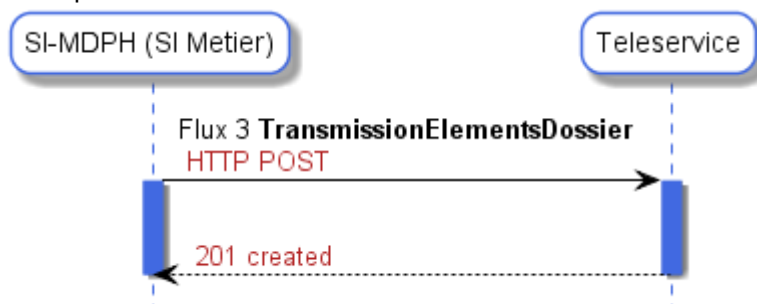 SI-MDPH (SI Metier)
Teleservice
Flux 3 TransmissionElementsDossier
HTTP POST
201 created